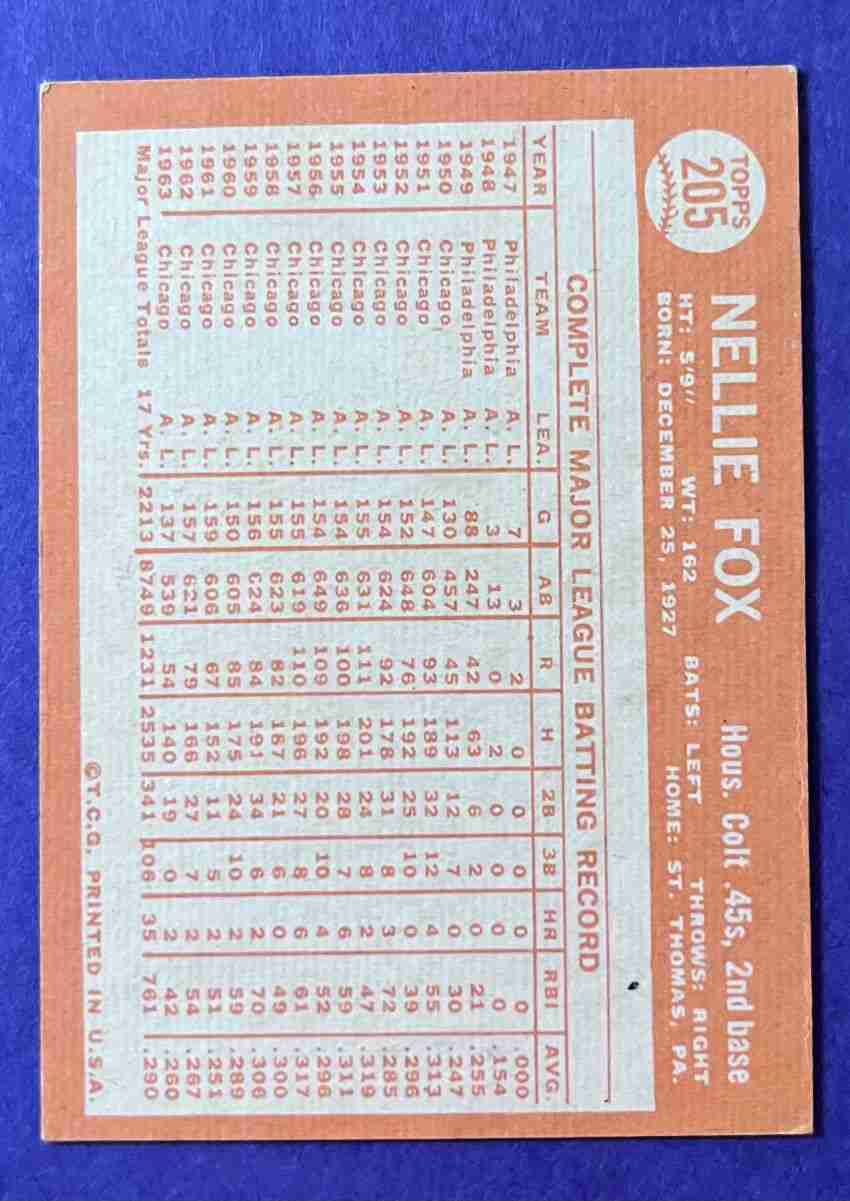 TOPPS
205
NELLIE FOX Hous. Colt .45s, 2nd base
HT: 5'9" WT: 162 BATS: LEFT THROWS: RIGHT
BORN: DECEMBER 25, 1927 HOME: ST. THOMAS, PA.
COMPLETE MAJOR LEAGUE BATTING RECORD
YEAR TEAM LEA. G AB R H 2B 3B HR RBI AVG.
1947 Philadelphia A. L. 7 3 2 0 0 0 0 0 .000
1948 Philadelphia A. L. 3 13 0 2 0 0 0 0 .154
1949 Philadelphia A. L. 88 247 42 63 6 2 0 21 .255
1950 Chicago A. L. 130 457 45 113 12 7 0 30 .247
1951 Chicago A. L. 147 604 93 189 32 12 4 55 .313
1952 Chicago A. L. 152 648 76 192 25 10 0 39 .296
1953 Chicago A. L. 154 624 92 178 31 8 3 72 .285
1954 Chicago A. L. 155 631 111 201 24 8 2 47 .319
1955 Chicago A. L. 154 636 100 198 28 7 6 59 .311
1956 Chicago A. L. 154 649 109 192 20 10 4 52 .296
1957 Chicago A. L. 155 619 110 196 27 8 6 61 .317
1958 Chicago A. L. 155 623 82 187 21 6 0 49 .300
1959 Chicago A. L. 156 624 84 191 34 6 2 70 .306
1960 Chicago A. L. 150 605 85 175 24 10 2 59 .289
1961 Chicago A. L. 159 606 67 152 11 5 2 51 .251
1962 Chicago A. L. 157 621 79 166 27 7 2 54 .267
1963 Chicago A. L. 137 539 54 140 19 0 2 42 .260
Major League Totals 17 Yrs. 2213 8749 1231 2535 341 106 35 761 .290
©T.C.G. PRINTED IN U.S.A.